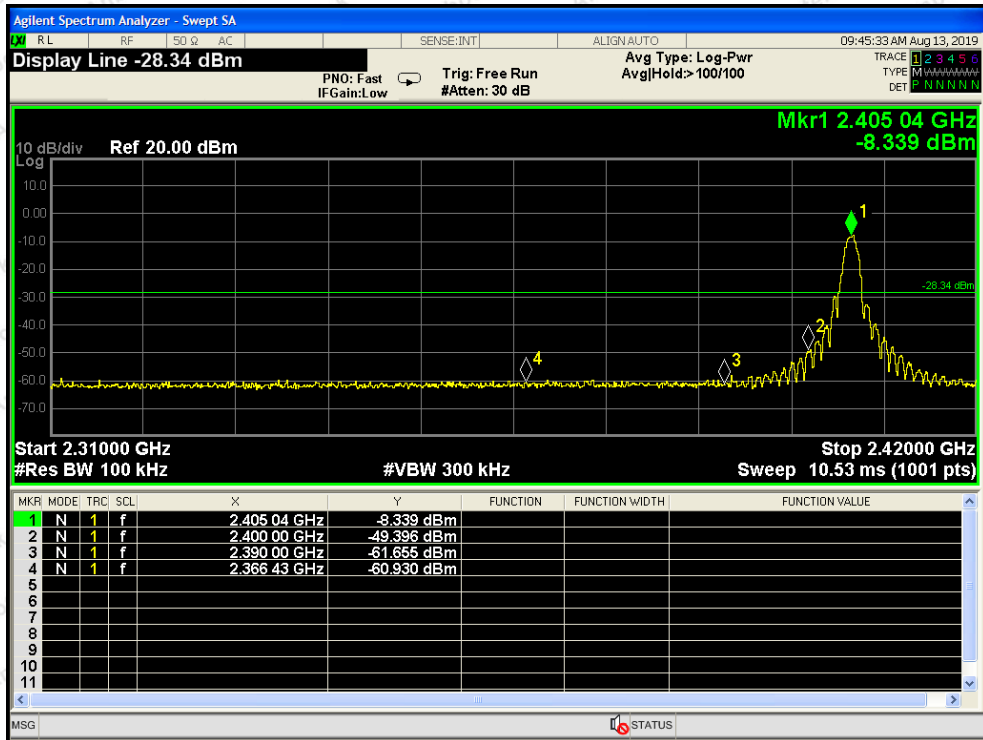 Agilent Spectrum Analyzer - Swept SA
LXI RL RF 50 Ω AC SENSE:INT ALIGN AUTO 09:45:33 AM Aug 13, 2019
Display Line -28.34 dBm
PNO: Fast
IFGain:Low
Trig: Free Run
#Atten: 30 dB
Avg Type: Log-Pwr
Avg|Hold:> 100/100
TRACE 1 2 3 4 5 6
TYPE M
DET P N N N N N
Mkr1 2.405 04 GHz
-8.339 dBm
10 dB/div Ref 20.00 dBm
Log
10.0
0.00
-10.0
-20.0
-30.0
-40.0
-50.0
-60.0
-70.0
1
-28.34 dBm
2
3
4
Start 2.31000 GHz Stop 2.42000 GHz
#Res BW 100 kHz #VBW 300 kHz Sweep 10.53 ms (1001 pts)
MKR MODE TRC SCL X Y FUNCTION FUNCTION WIDTH FUNCTION VALUE
1 N 1 f 2.405 04 GHz -8.339 dBm
2 N 1 f 2.400 00 GHz -49.396 dBm
3 N 1 f 2.390 00 GHz -61.655 dBm
4 N 1 f 2.366 43 GHz -60.930 dBm
5
6
7
8
9
10
11
MSG STATUS